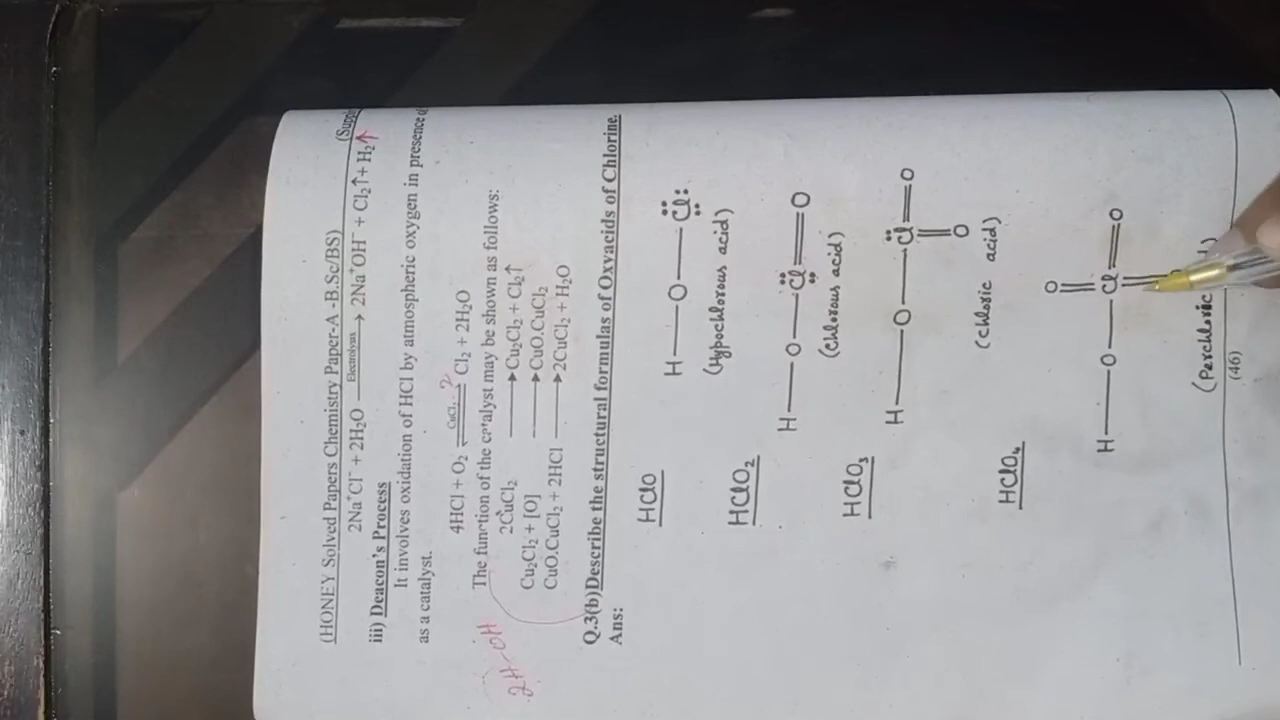 (HONEY Solved Papers Chemistry Paper-A -B.Sc/BS)
2Na⁺Cl⁻ + 2H₂O —Electrolysis→ 2Na⁺OH⁻ + Cl₂↑+ H₂↑
iii) Deacon's Process
It involves oxidation of HCl by atmospheric oxygen in presence
as a catalyst.
4HCl + O₂ ⇌ CuCl₂ Cl₂ + 2H₂O
2
The function of the catalyst may be shown as follows:
2CuCl₂ ⟶ Cu₂Cl₂ + Cl₂↑
Cu₂Cl₂ + [O] ⟶ CuO.CuCl₂
CuO.CuCl₂ + 2HCl ⟶ 2CuCl₂ + H₂O
2H-OH
Q.3(b)Describe the structural formulas of Oxyacids of Chlorine.
Ans:
HClO
H—O—Cl
(Hypochlorous acid)
HClO₂
H—O—Cl=O
(Chlorous acid)
HClO₃
H—O—Cl=O
O
(Chloric acid)
HClO₄
O
H—O—Cl=O
(Perchloric
(46)